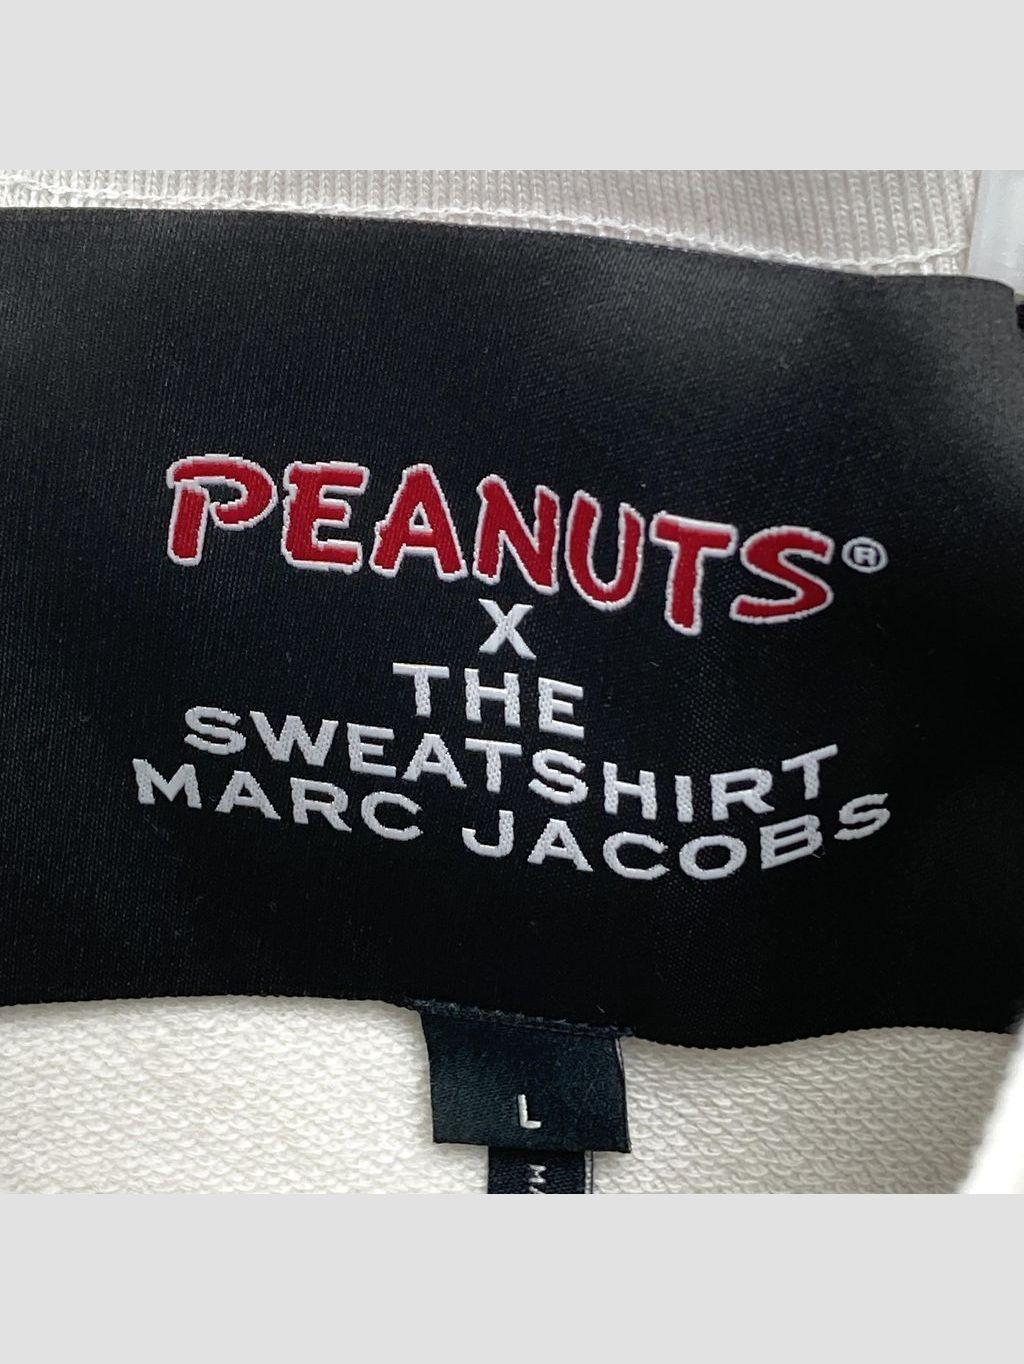 PEANUTS®
X
THE
SWEATSHIRT
MARC JACOBS
L